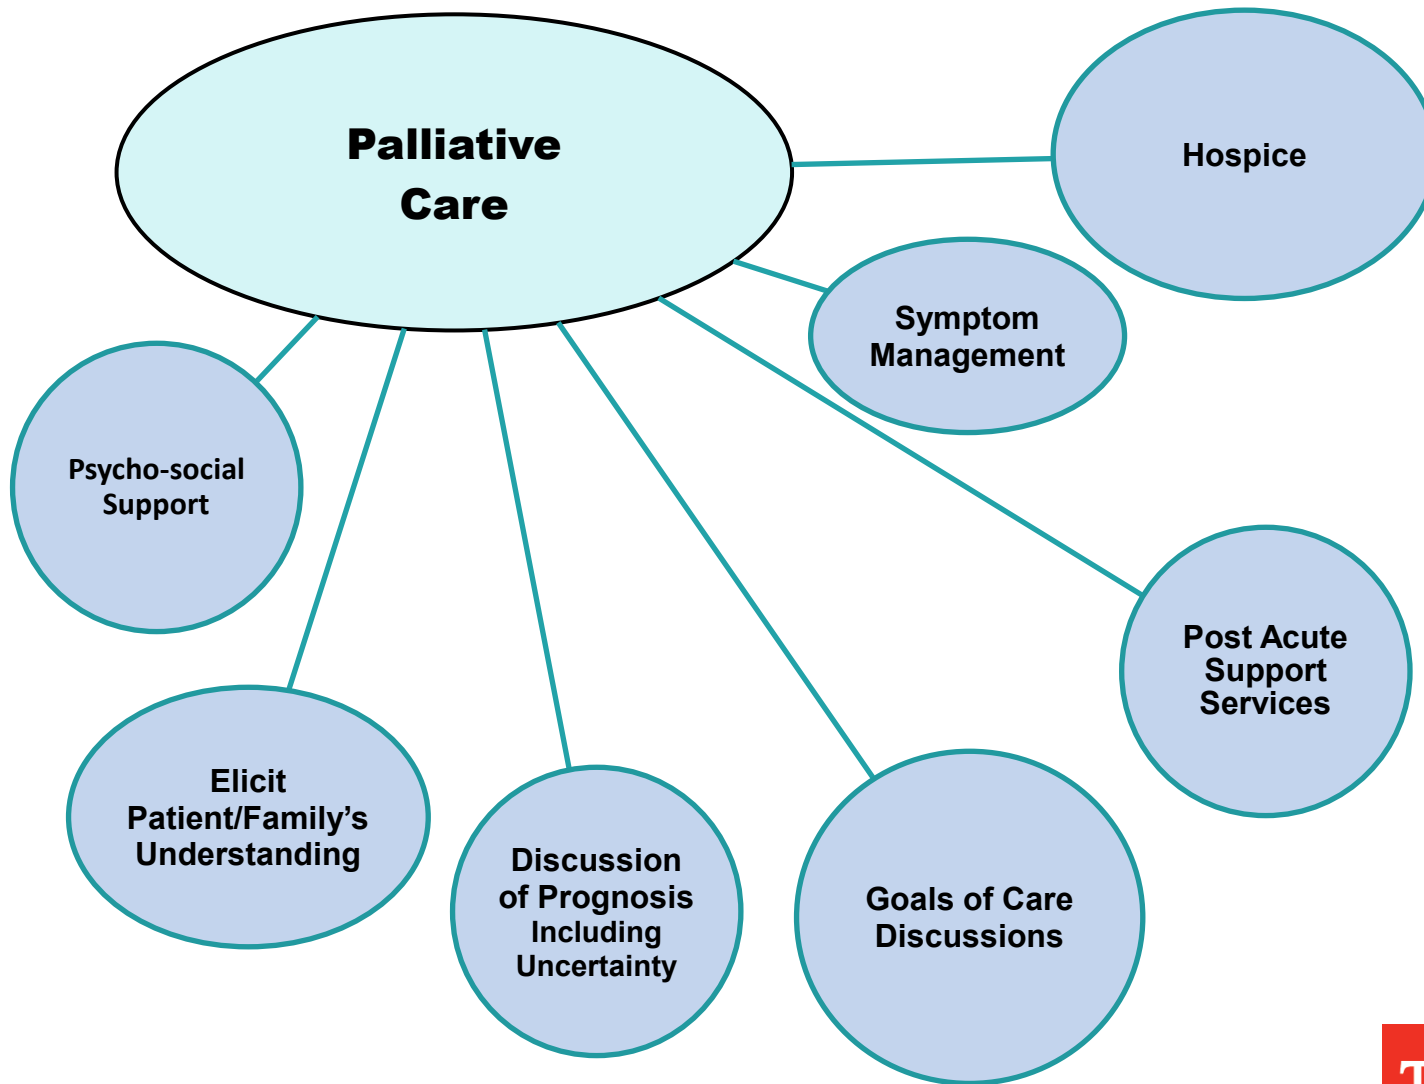 Palliative
Care
Hospice
Symptom
Management
Psycho-social
Support
Post Acute
Support
Services
Elicit
Patient/Family’s
Understanding
Discussion
of Prognosis
Including
Uncertainty
Goals of Care
Discussions